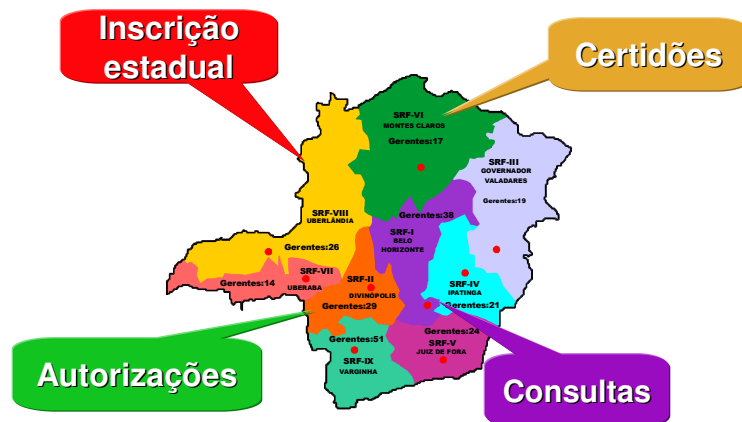 Inscrição
estadual
Certidões
SRF-VI
MONTES CLAROS
Gerentes:17
SRF-III
GOVERNADOR
VALADARES
Gerentes:19
SRF-VIII
UBERLÂNDIA
Gerentes:26
Gerentes:38
SRF-I
BELO
HORIZONTE
SRF-VII
UBERABA
Gerentes:14
SRF-II
DIVINÓPOLIS
Gerentes:29
SRF-IV
IPATINGA
Gerentes:21
Gerentes:51
SRF-IX
VARGINHA
Gerentes:24
SRF-V
JUIZ DE FORA
Autorizações
Consultas